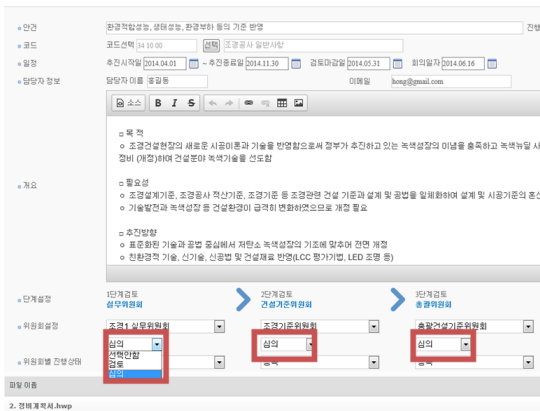 안건 환경적합성능, 생태성능, 환경부하 등의 기준 반영 진행
코드 코드선택 34 10 00 선택 조경공사 일반사항
일정 추진시작일 2014.04.01 ~ 추진종료일 2014.11.30 검토마감일 2014.05.31 회의일자 2014.06.16
담당자 정보 담당자 이름 홍길동 이메일 hong@gmail.com
소스 B I S
□ 목 적
○ 조경건설현장의 새로운 시공이론과 기술을 반영함으로써 정부가 추진하고 있는 녹색성장의 이념을 충족하고 녹색뉴딜 사
정비 (개정)하며 건설분야 녹색기술을 선도함
개요
□ 필요성
○ 조경설계기준, 조경공사 적산기준, 조경기준 등 조경관련 건설 기준과 설계 및 공법을 일체화하여 설계 및 시공기준의 혼선
○ 기술발전과 녹색성장 등 건설환경이 급격히 변화하였으므로 개정 필요
□ 추진방향
○ 표준화된 기술과 공법 중심에서 저탄소 녹색성장의 기조에 맞추어 전면 개정
○ 친환경적 기술, 신기술, 신공법 및 건설재료 반영(LCC 평가기법, LED 조명 등)
단계설정 1단계검토 2단계검토 3단계검토
실무위원회 건설기준위원회 총괄위원회
위원회설정 조경1 실무위원회 조경기준위원회 총괄건설기준위원회
심의 심의 심의
선택안함
위원회별 진행상태 검토
심의
파일 이름
2. 정비계획서.hwp